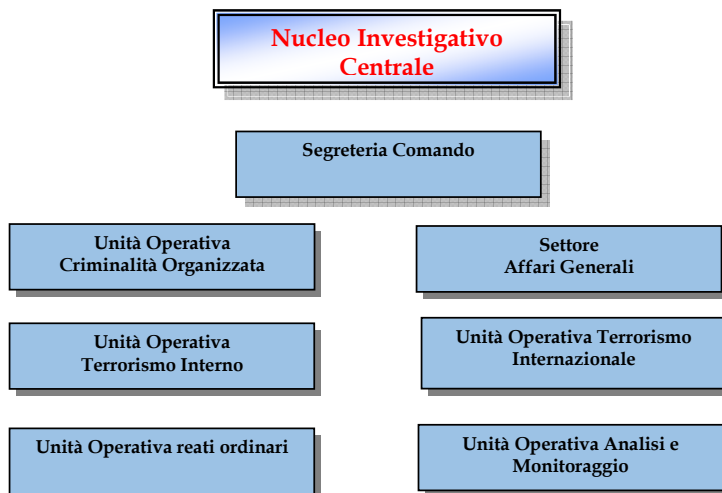 Nucleo Investigativo
Centrale
Segreteria Comando
Unità Operativa
Criminalità Organizzata
Settore
Affari Generali
Unità Operativa
Terrorismo Interno
Unità Operativa Terrorismo
Internazionale
Unità Operativa reati ordinari
Unità Operativa Analisi e
Monitoraggio